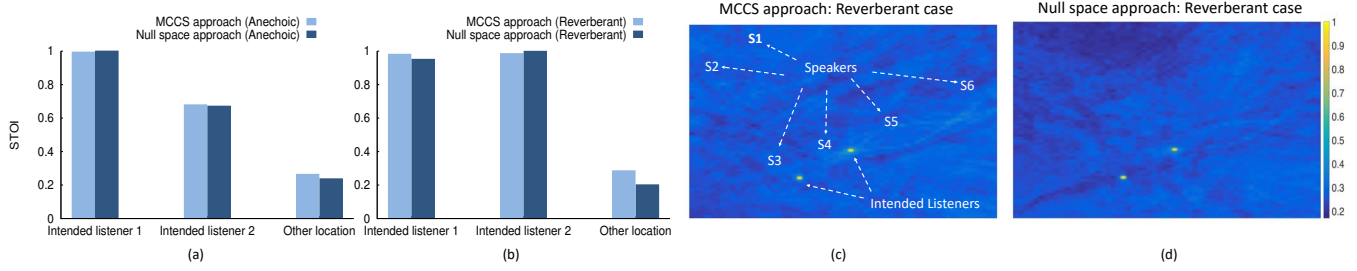 MCCS approach (Anechoic)
Null space approach (Anechoic)
STOI
1
0.8
0.6
0.4
0.2
0
Intended listener 1 Intended listener 2 Other location
(a)
MCCS approach (Reverberant)
Null space approach (Reverberant)
1
0.8
0.6
0.4
0.2
0
Intended listener 1 Intended listener 2 Other location
(b)
MCCS approach: Reverberant case
S1
S2
Speakers
S6
S5
S4
S3
Intended Listeners
(c)
Null space approach: Reverberant case
1
0.9
0.8
0.7
0.6
0.5
0.4
0.3
0.2
(d)